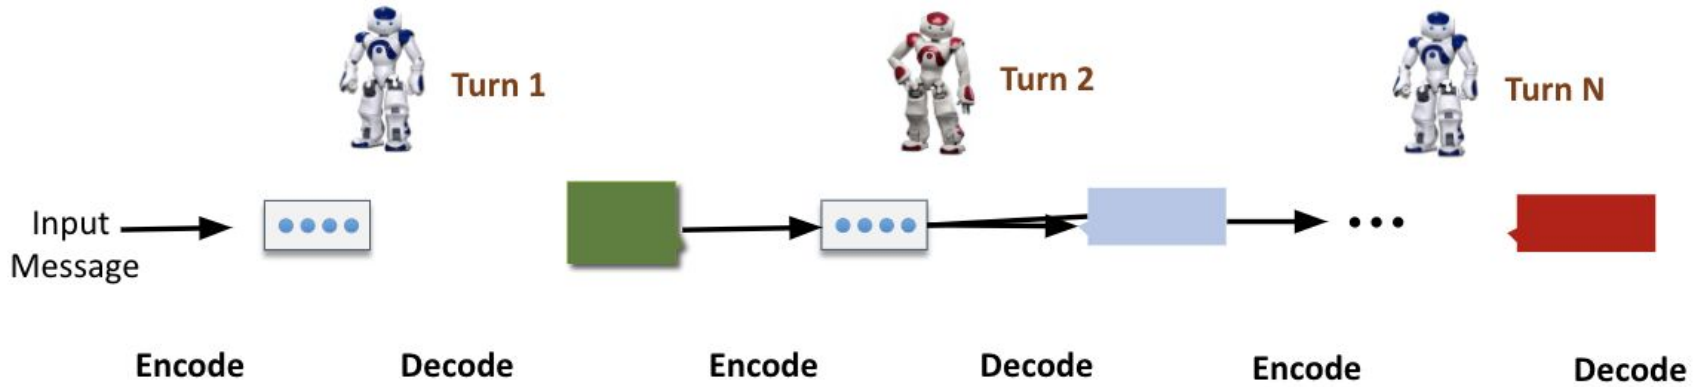 Turn 1
Turn 2
Turn N
Input
Message
Encode
Decode
Encode
Decode
Encode
Decode